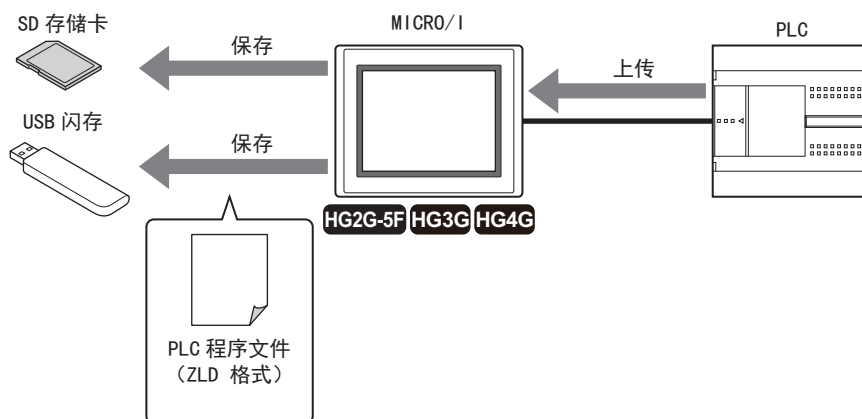 SD 存储卡
保存
MICRO/I
上传
PLC
USB 闪存
保存
HG2G-5F HG3G HG4G
PLC 程序文件
（ZLD 格式）